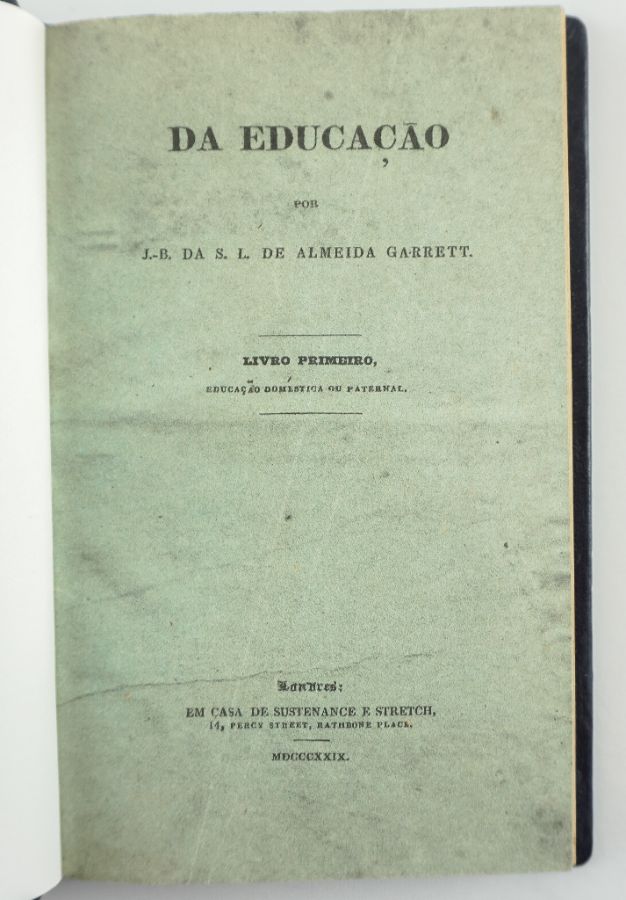 DA EDUCAÇÃO
POR
J.-B. DA S. L. DE ALMEIDA GARRETT.
LIVRO PRIMEIRO,
EDUCAÇÃO DOMÉSTICA OU PATERNAL.
Londres:
EM CASA DE SUSTENANCE E STRETCH,
14, PERCY STREET, RATHBONE PLACE.
MDCCCXXIX.